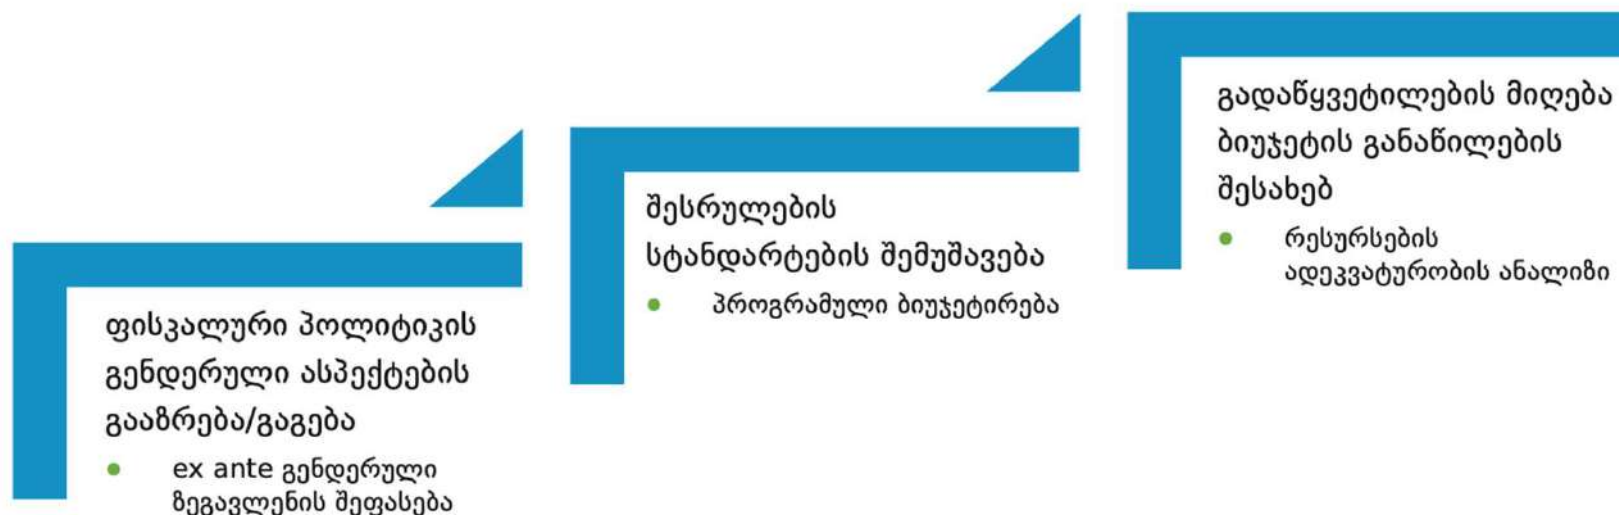 ფისკალური პოლიტიკის
გენდერული ასპექტების
გააზრება/გაგება
ex ante გენდერული
ზეგავლენის შეფასება
შესრულების
სტანდარტების შემუშავება
პროგრამული ბიუჯეტირება
გადაწყვეტილების მიღება
ბიუჯეტის განაწილების
შესახებ
რესურსების
ადეკვატურობის ანალიზი